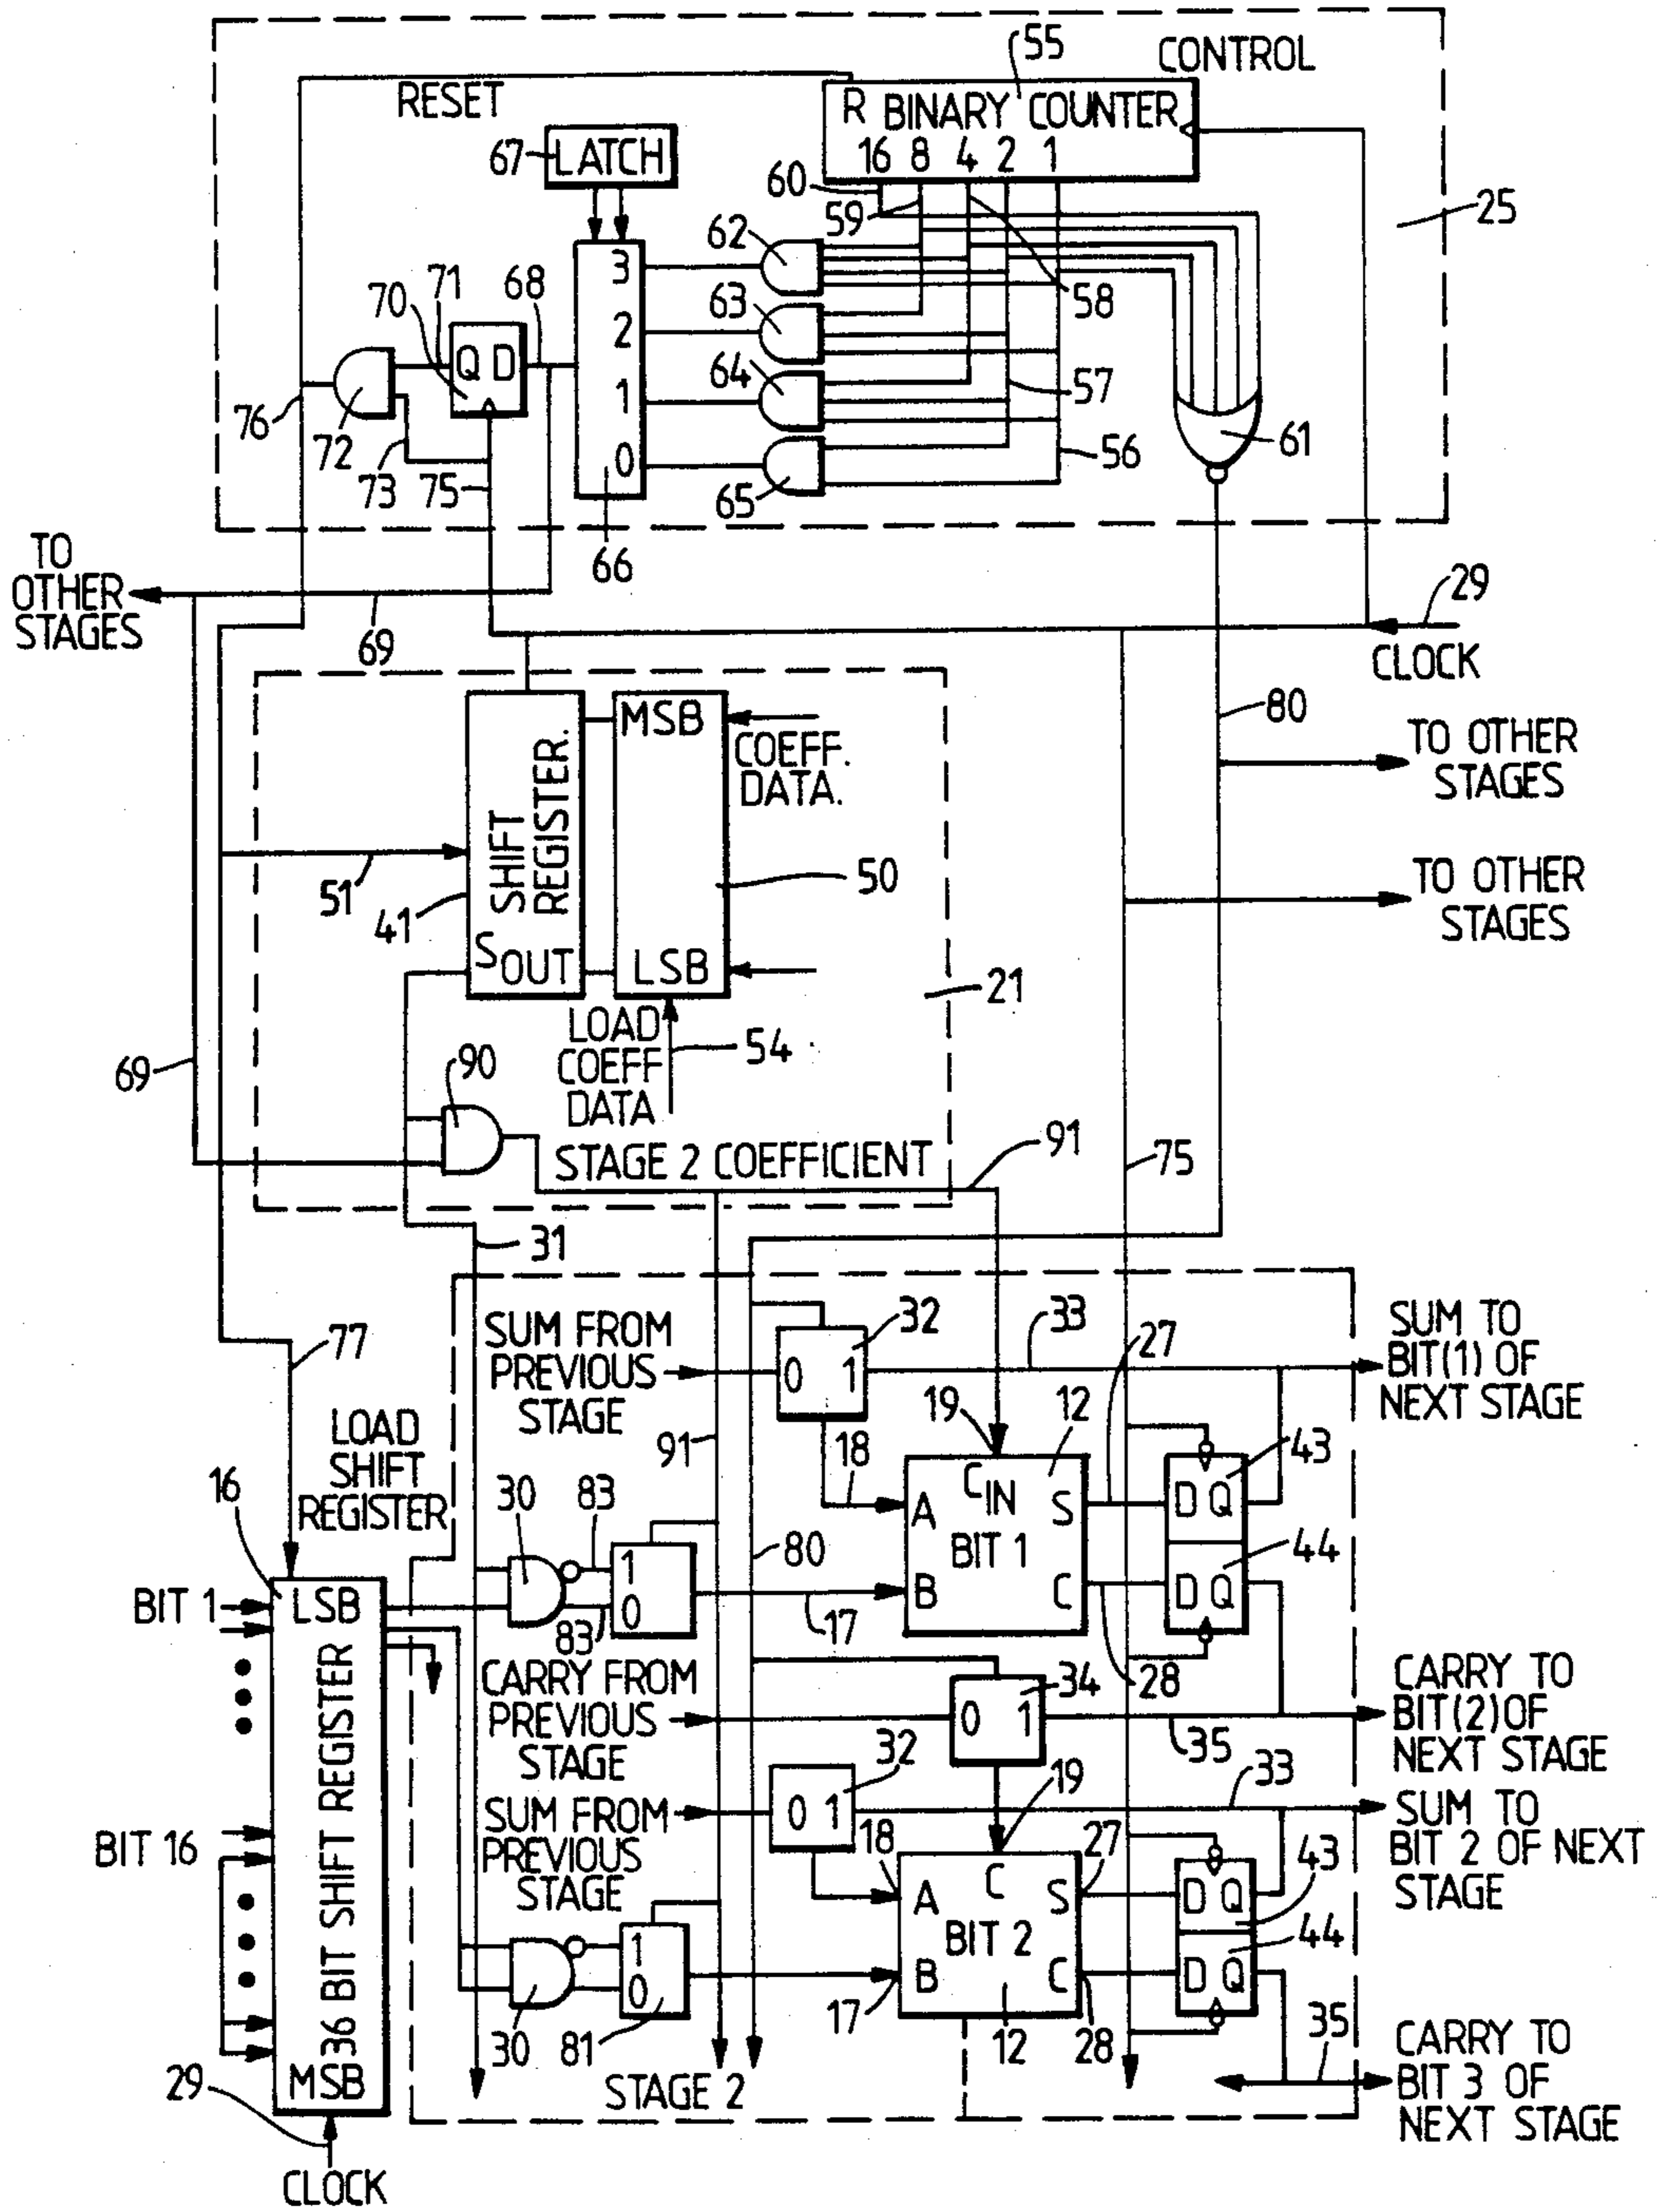 55
CONTROL
RESET
R BINARY COUNTER
16 8 4 2 1
67 LATCH
60
59
25
62
3
58
63
70
71
68
2
Q D
64
1
57
76
72
61
56
0
73
75
65
66
TO OTHER STAGES
69
29
CLOCK
80
MSB
COEFF. DATA.
TO OTHER STAGES
SHIFT REGISTER.
51
41
50
TO OTHER STAGES
SOUT
LSB
21
LOAD COEFF DATA
54
69
90
STAGE 2 COEFFICIENT
91
75
31
77
SUM FROM PREVIOUS STAGE
32
0 1
33
27
SUM TO BIT(1) OF NEXT STAGE
LOAD SHIFT REGISTER
91
18
19
12
43
16
30
83
CIN
A
S
D Q
BIT 1
80
44
1
0
B
C
D Q
BIT 1
LSB
83
17
CARRY FROM PREVIOUS STAGE
34
0 1
28
35
CARRY TO BIT(2) OF NEXT STAGE
36 BIT SHIFT REGISTER
32
19
33
SUM FROM PREVIOUS STAGE
0 1
SUM TO BIT 2 OF NEXT STAGE
BIT 16
18
27
43
C
A
S
D Q
BIT 2
44
1
0
B
C
D Q
30
81
17
12
28
35
MSB
29
STAGE 2
CARRY TO BIT 3 OF NEXT STAGE
CLOCK